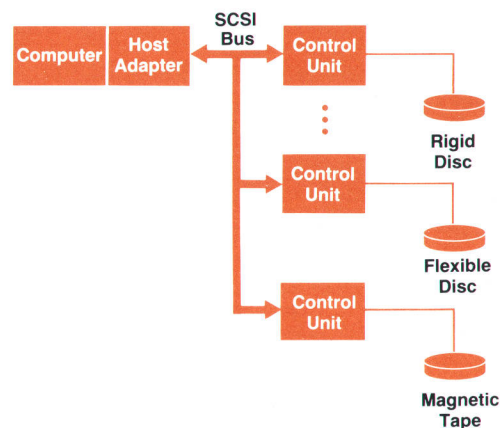 SCSI
Bus
Computer
Host
Adapter
Control
Unit
Rigid
Disc
Control
Unit
Flexible
Disc
Control
Unit
Magnetic
Tape